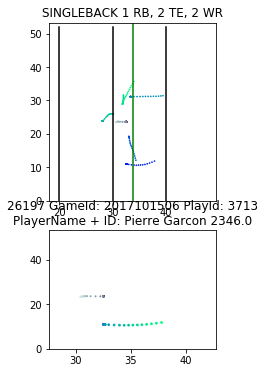 SINGLEBACK 1 RB, 2 TE, 2 WR
50
40
30
20
10
0
20 30 40
26197 GameId: 2017101506 PlayId: 3713
PlayerName + ID: Pierre Garcon 2346.0
40
20
0
30 35 40